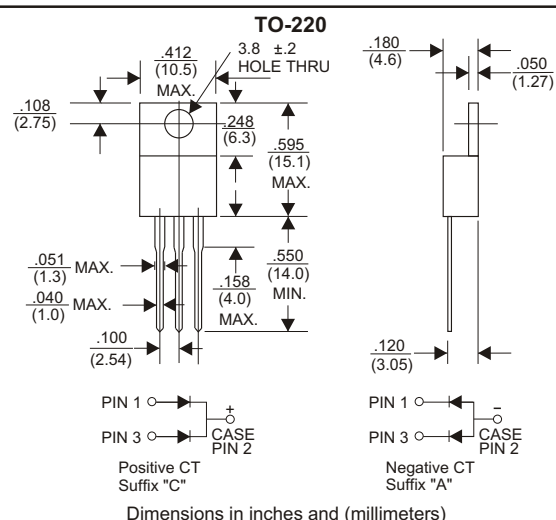 TO-220
.412
(10.5)
MAX.
3.8 ±.2
HOLE THRU
.180
(4.6)
.050
(1.27)
.108
(2.75)
.248
(6.3)
.595
(15.1)
MAX.
.051
(1.3)
MAX.
.040
(1.0)
MAX.
.158
(4.0)
MAX.
.550
(14.0)
MIN.
.100
(2.54)
.120
(3.05)
PIN 1
+
PIN 3
CASE
PIN 2
Positive CT
Suffix "C"
PIN 1
−
PIN 3
CASE
PIN 2
Negative CT
Suffix "A"
Dimensions in inches and (millimeters)